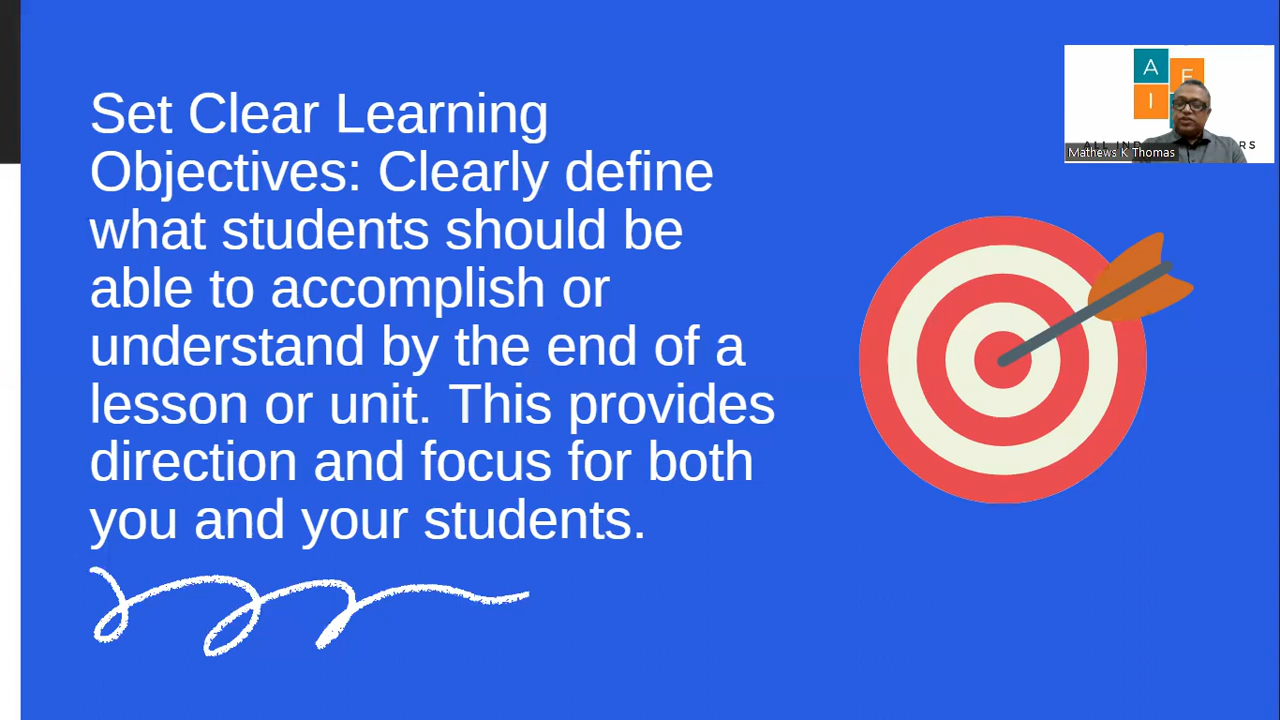 Set Clear Learning
Objectives: Clearly define
what students should be
able to accomplish or
understand by the end of a
lesson or unit. This provides
direction and focus for both
you and your students.
A
I
Mathews K Thomas